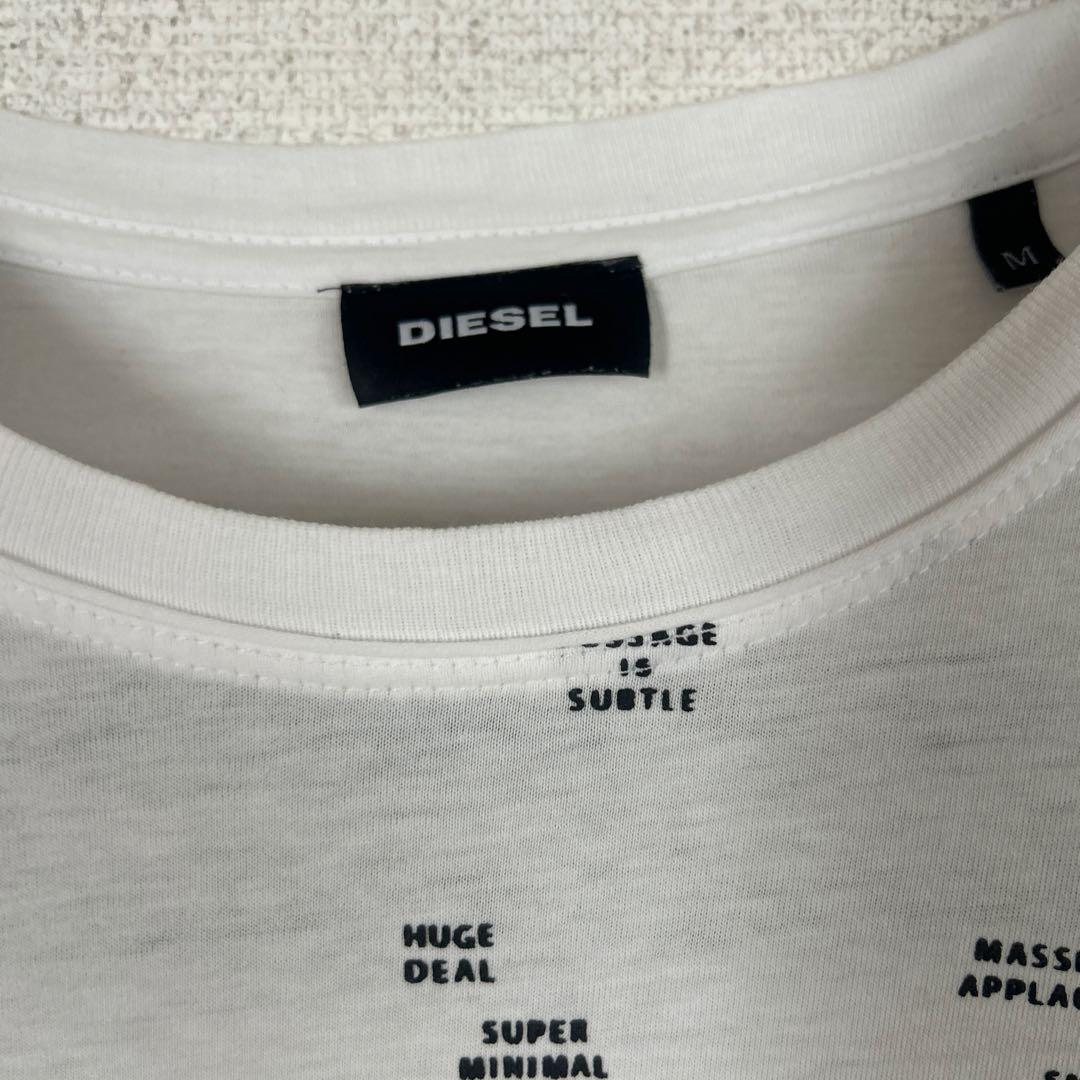 DIESEL
M
IS
SUBTLE
HUGE
DEAL
SUPER
MINIMAL